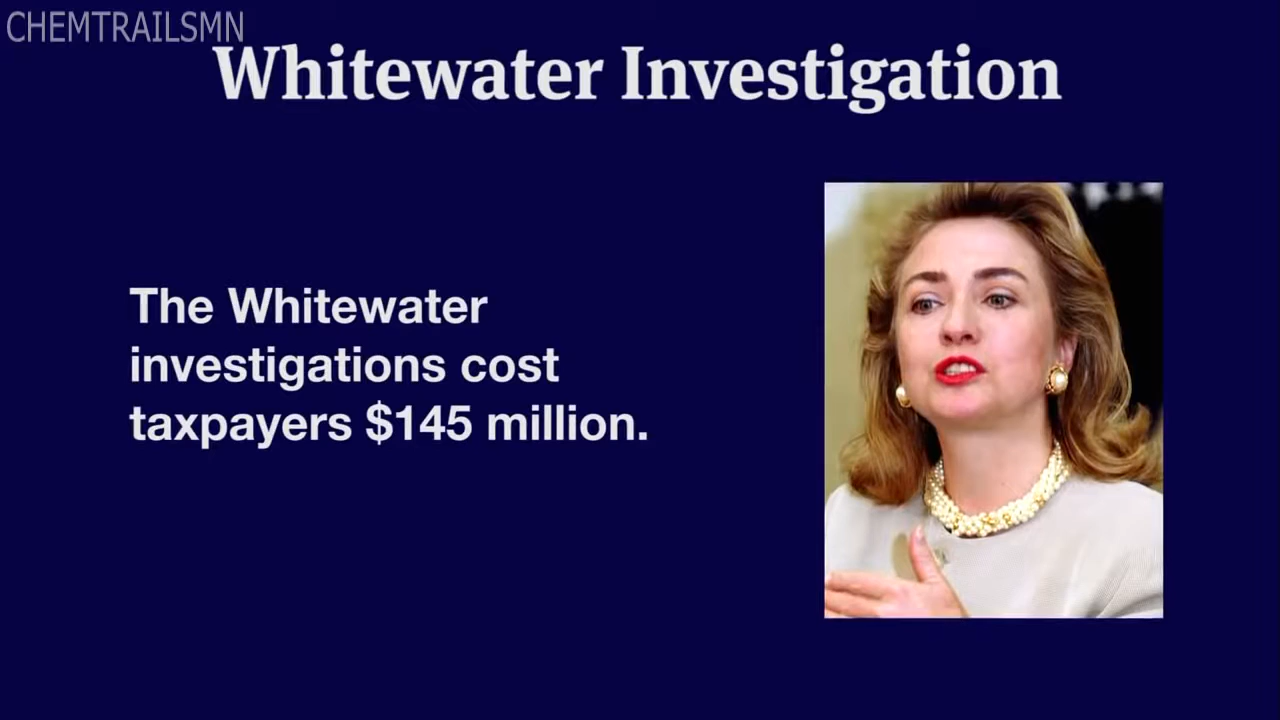 CHEMTRAILSMN
Whitewater Investigation
The Whitewater
investigations cost
taxpayers $145 million.